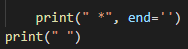 print(" *", end='')
print(" ")